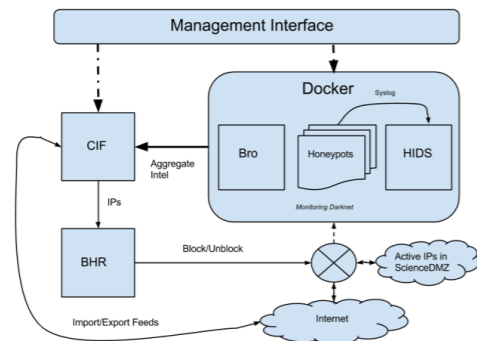 Management Interface
Docker
Syslog
CIF
Bro
Honeypots
HIDS
Aggregate
Intel
IPs
Monitoring Darknet
BHR
Block/Unblock
Active IPs in
ScienceDMZ
Import/Export Feeds
Internet